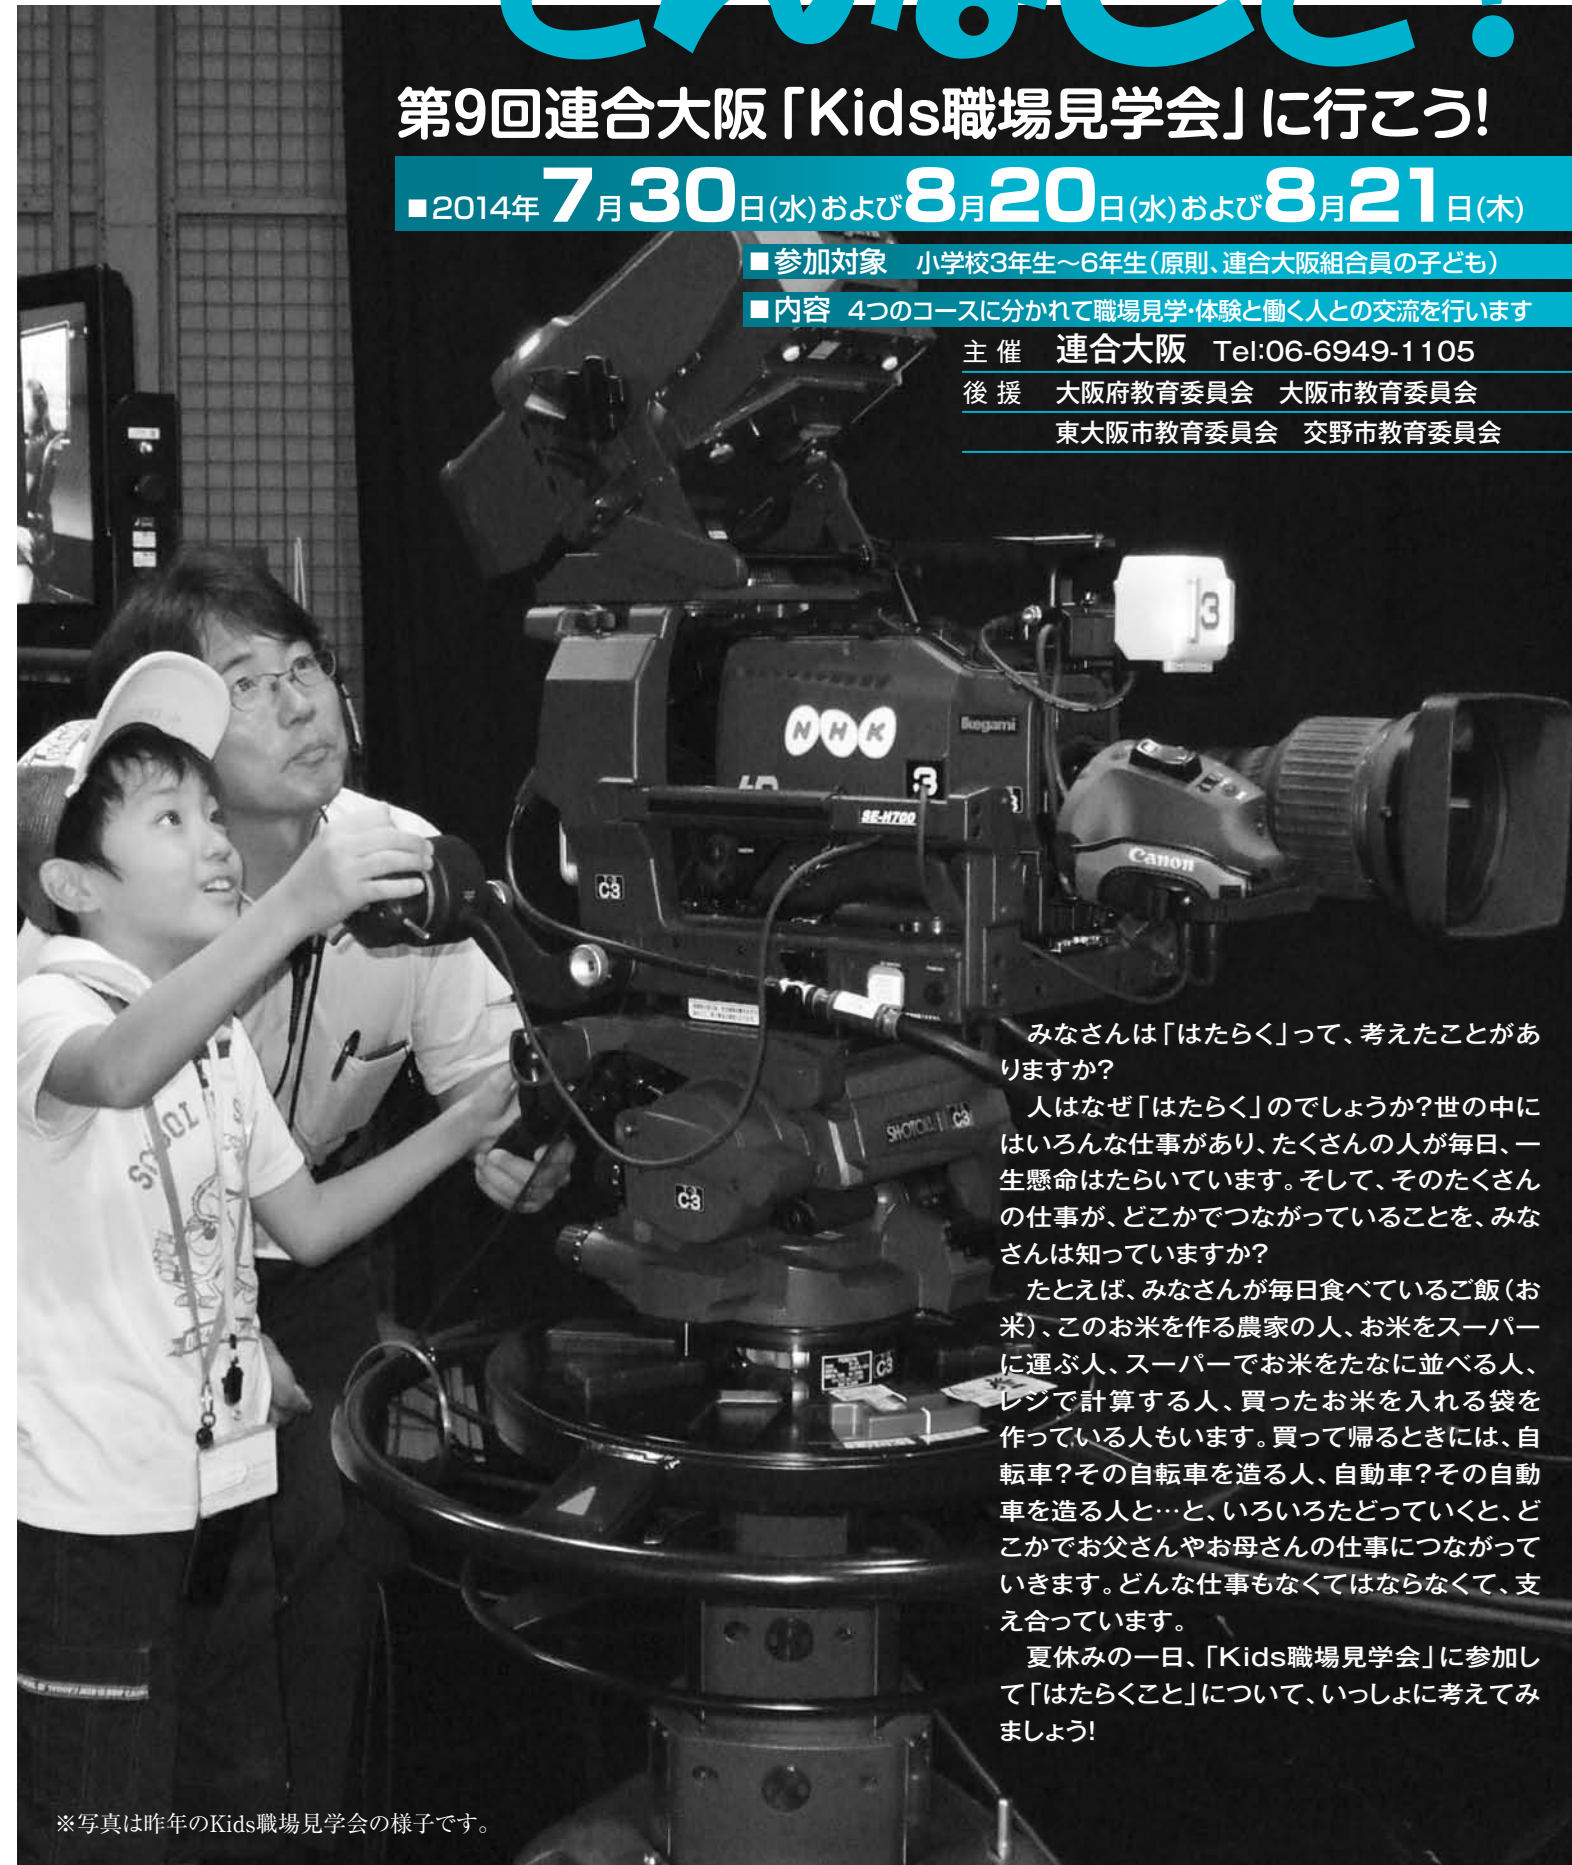 どんなこと？
第9回連合大阪「Kids職場見学会」に行こう!
■2014年7月30日(水)および8月20日(水)および8月21日(木)
■参加対象　小学校3年生～6年生（原則、連合大阪組合員の子ども）
■内容　4つのコースに分かれて職場見学・体験と働く人との交流を行います
主催　連合大阪　Tel:06-6949-1105
後援　大阪府教育委員会　大阪市教育委員会
東大阪市教育委員会　交野市教育委員会
3
NHK
Ikegami
3
3
SE-H700
Canon
C3
SHOTOKU
C3
C3
C3
みなさんは「はたらく」って、考えたことがあ
りますか?
人はなぜ「はたらく」のでしょうか?世の中に
はいろんな仕事があり、たくさんの人が毎日、一
生懸命はたらいています。そして、そのたくさん
の仕事が、どこかでつながっていることを、みな
さんは知っていますか?
たとえば、みなさんが毎日食べているご飯（お
米）、このお米を作る農家の人、お米をスーパー
に運ぶ人、スーパーでお米をたなに並べる人、
レジで計算する人、買ったお米を入れる袋を
作っている人もいます。買って帰るときには、自
転車?その自転車を造る人、自動車?その自動
車を造る人と…と、いろいろたどっていくと、ど
こかでお父さんやお母さんの仕事につながって
いきます。どんな仕事もなくてはならなくて、支
え合っています。
夏休みの一日、「Kids職場見学会」に参加し
て「はたらくこと」について、いっしょに考えてみ
ましょう!
※写真は昨年のKids職場見学会の様子です。